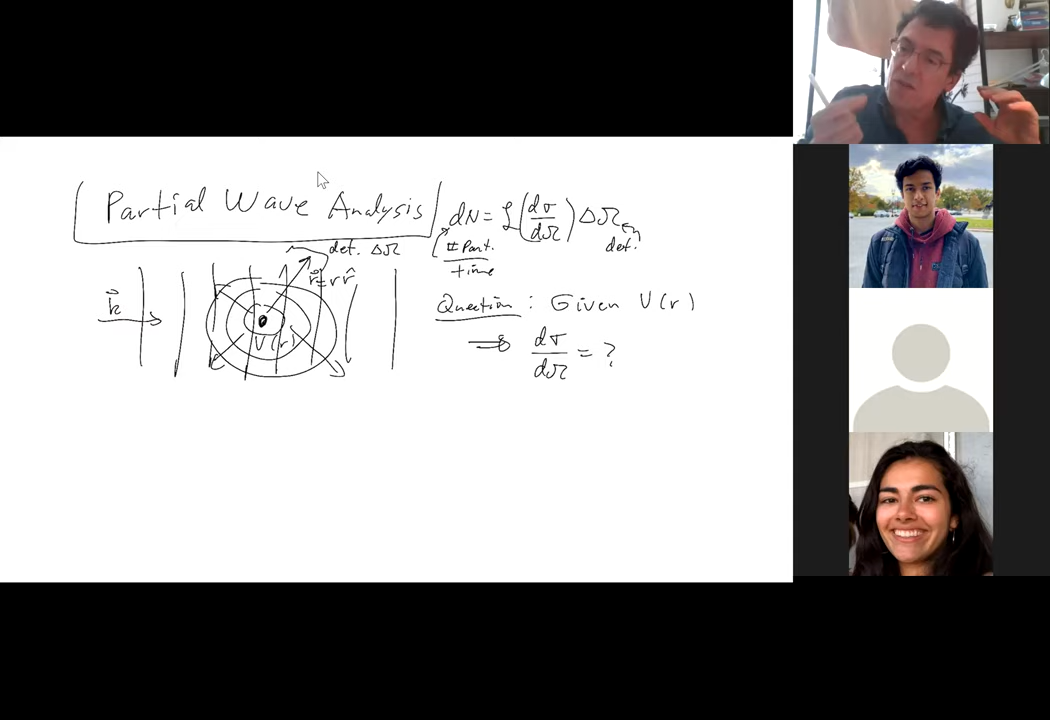 Partial Wave Analysis
dN = ℒ (dσ/dΩ) ΔΩ
# Part. / time
det.
det. ΔΩ
r⃗ = r r̂
k⃗
V(r)
Question : Given V(r)
⇒ dσ/dΩ = ?